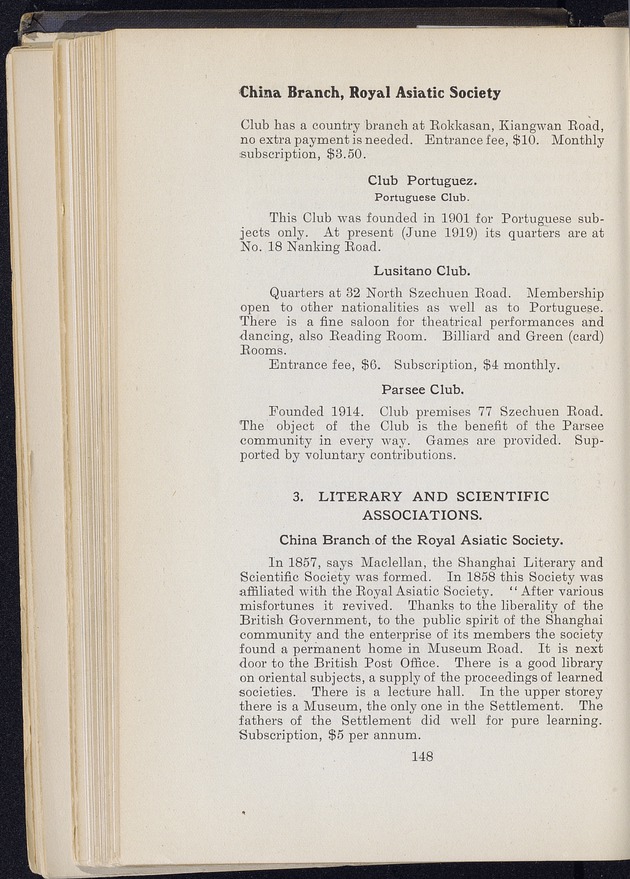 China Branch, Royal Asiatic Society
Club has a country branch at Rokkasan, Kiangwan Road,
no extra payment is needed. Entrance fee, $10. Monthly
subscription, $3.50.
Club Portuguez.
Portuguese Club.
This Club was founded in 1901 for Portuguese sub-
jects only. At present (June 1919) its quarters are at
No. 18 Nanking Road.
Lusitano Club.
Quarters at 32 North Szechuen Road. Membership
open to other nationalities as well as to Portuguese.
There is a fine saloon for theatrical performances and
dancing, also Reading Room. Billiard and Green (card)
Rooms.
Entrance fee, $6. Subscription, $4 monthly.
Parsee Club.
Founded 1914. Club premises 77 Szechuen Road.
The object of the Club is the benefit of the Parsee
community in every way. Games are provided. Sup-
ported by voluntary contributions.
3. LITERARY AND SCIENTIFIC
ASSOCIATIONS.
China Branch of the Royal Asiatic Society.
In 1857, says Maclellan, the Shanghai Literary and
Scientific Society was formed. In 1858 this Society was
affiliated with the Royal Asiatic Society. "After various
misfortunes it revived. Thanks to the liberality of the
British Government, to the public spirit of the Shanghai
community and the enterprise of its members the society
found a permanent home in Museum Road. It is next
door to the British Post Office. There is a good library
on oriental subjects, a supply of the proceedings of learned
societies. There is a lecture hall. In the upper storey
there is a Museum, the only one in the Settlement. The
fathers of the Settlement did well for pure learning.
Subscription, $5 per annum.
148